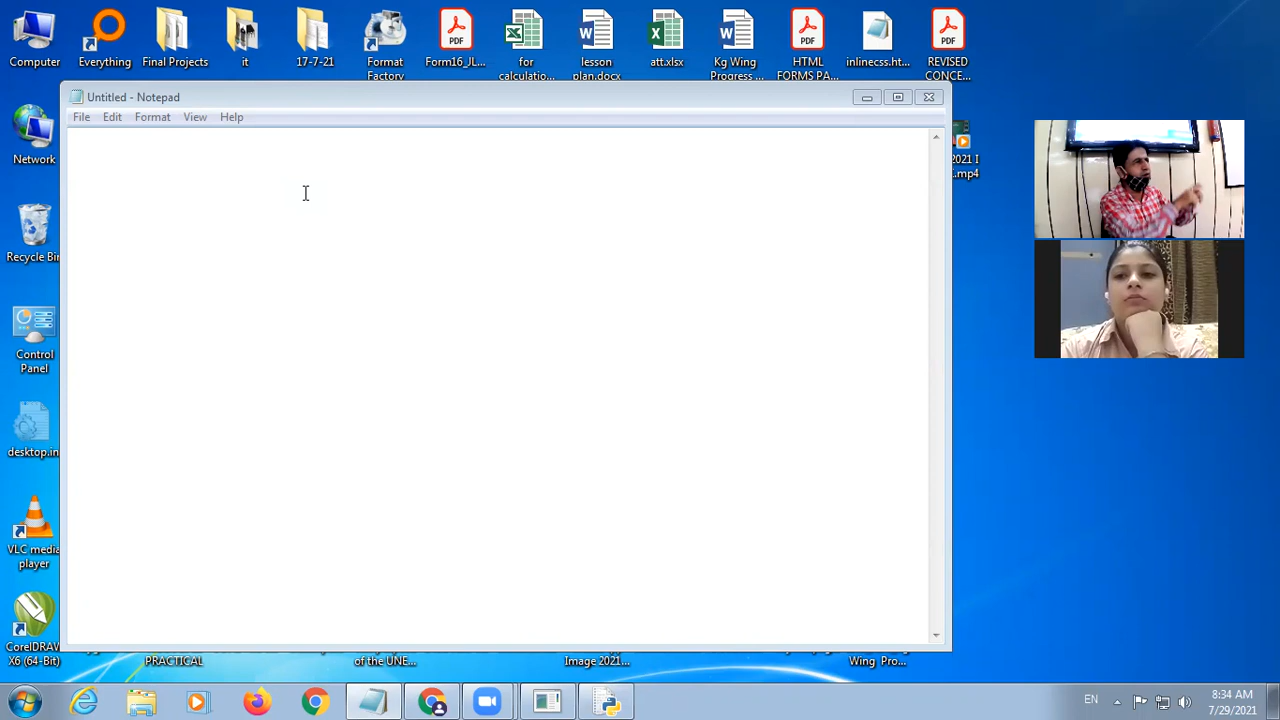 Computer
Everything
Final Projects
it
17-7-21
Format
Factory
Form16_JL...
for
calculatio...
lesson
plan.docx
att.xlsx
Kg Wing
Progress ...
HTML
FORMS PA...
inlinecss.ht...
REVISED
CONCE...
Untitled - Notepad
File Edit Format View Help
Network
2021 I
.mp4
Recycle Bin
Control
Panel
desktop.in
VLC media
player
CorelDRAW
X6 (64-Bit)
PRACTICAL
of the UNE...
Image 2021...
Wing Pro...
EN
8:34 AM
7/29/2021